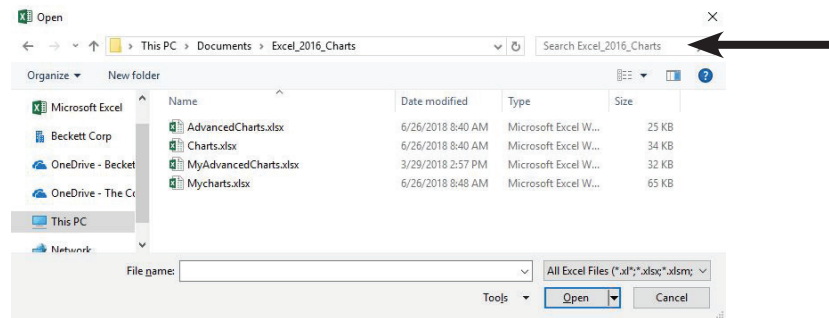 Open
This PC > Documents > Excel_2016_Charts
Search Excel_2016_Charts
Organize
New folder
Microsoft Excel
Beckett Corp
OneDrive - Becket
OneDrive - The
This PC
Network
Name Date modified Type Size
AdvancedCharts.xlsx 6/26/2018 8:40 AM Microsoft Excel W... 25 KB
Charts.xlsx 6/26/2018 8:40 AM Microsoft Excel W... 34 KB
MyAdvancedCharts.xlsx 3/29/2018 2:57 PM Microsoft Excel W... 32 KB
Mycharts.xlsx 6/26/2018 8:48 AM Microsoft Excel W... 65 KB
File name:
All Excel Files (*.xl*;*.xlsx;*.xlsm;
Tools Open Cancel